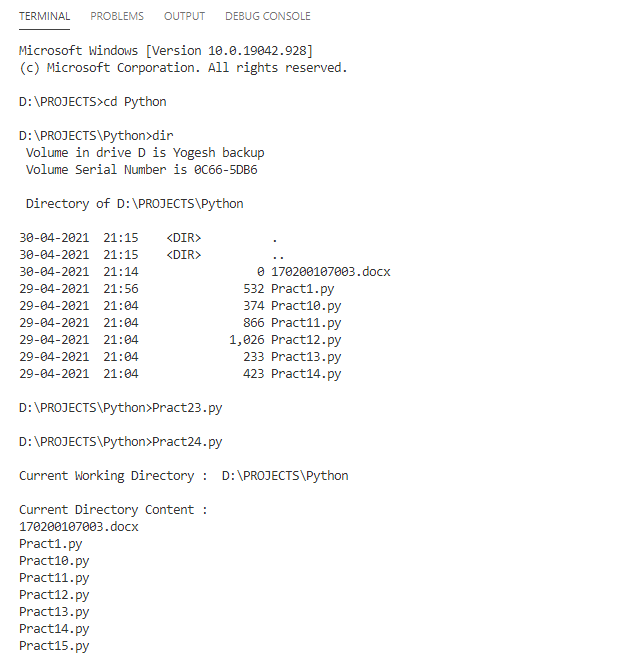 TERMINAL PROBLEMS OUTPUT DEBUG CONSOLE
Microsoft Windows [Version 10.0.19042.928]
(c) Microsoft Corporation. All rights reserved.
D:\PROJECTS>cd Python
D:\PROJECTS\Python>dir
Volume in drive D is Yogesh backup
Volume Serial Number is 0C66-5DB6
Directory of D:\PROJECTS\Python
30-04-2021 21:15 <DIR> .
30-04-2021 21:15 <DIR> ..
30-04-2021 21:14 0 170200107003.docx
29-04-2021 21:56 532 Pract1.py
29-04-2021 21:04 374 Pract10.py
29-04-2021 21:04 866 Pract11.py
29-04-2021 21:04 1,026 Pract12.py
29-04-2021 21:04 233 Pract13.py
29-04-2021 21:04 423 Pract14.py
D:\PROJECTS\Python>Pract23.py
D:\PROJECTS\Python>Pract24.py
Current Working Directory : D:\PROJECTS\Python
Current Directory Content :
170200107003.docx
Pract1.py
Pract10.py
Pract11.py
Pract12.py
Pract13.py
Pract14.py
Pract15.py